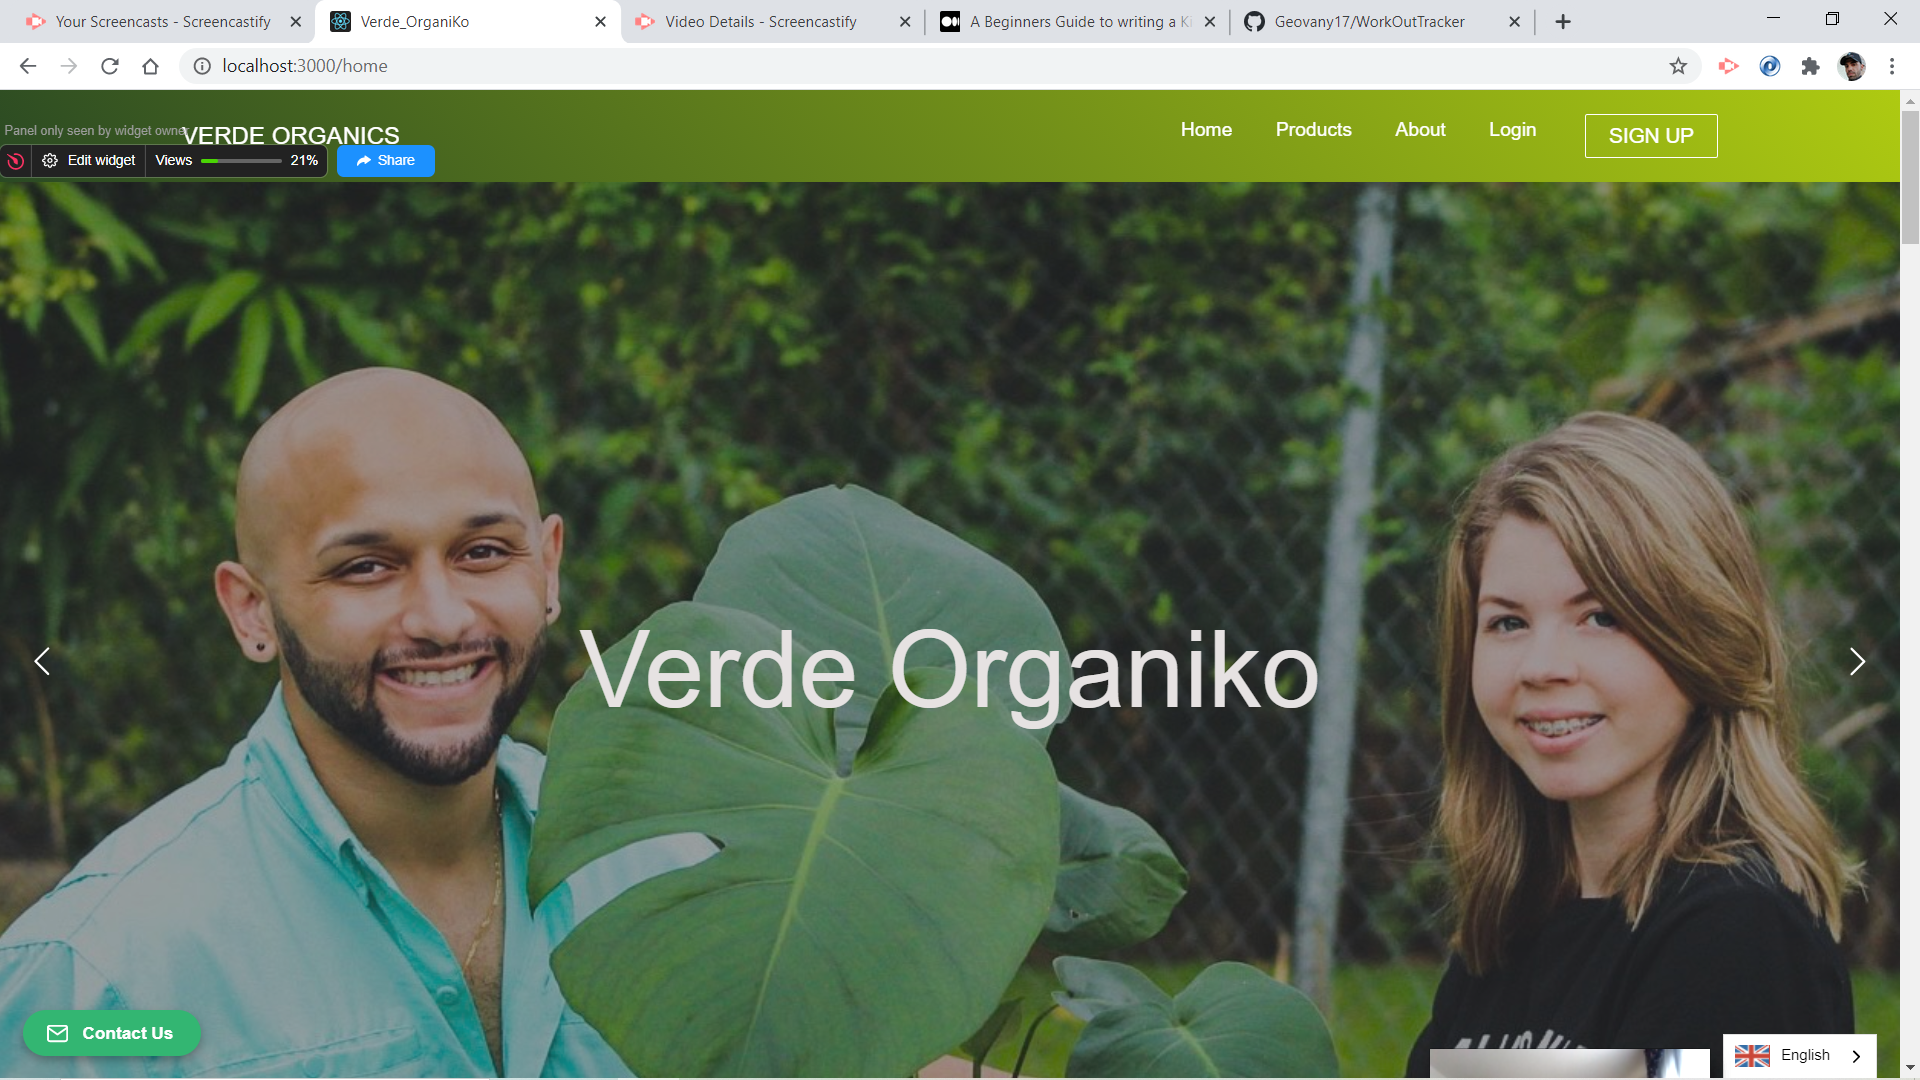 Your Screencasts - Screencastify
Verde_OrganiKo
Video Details - Screencastify
A Beginners Guide to writing a Ki
Geovany17/WorkOutTracker
localhost:3000/home
Panel only seen by widget owner
VERDE ORGANICS
Home
Products
About
Login
SIGN UP
Edit widget
Views
21%
Share
Verde Organiko
Contact Us
English